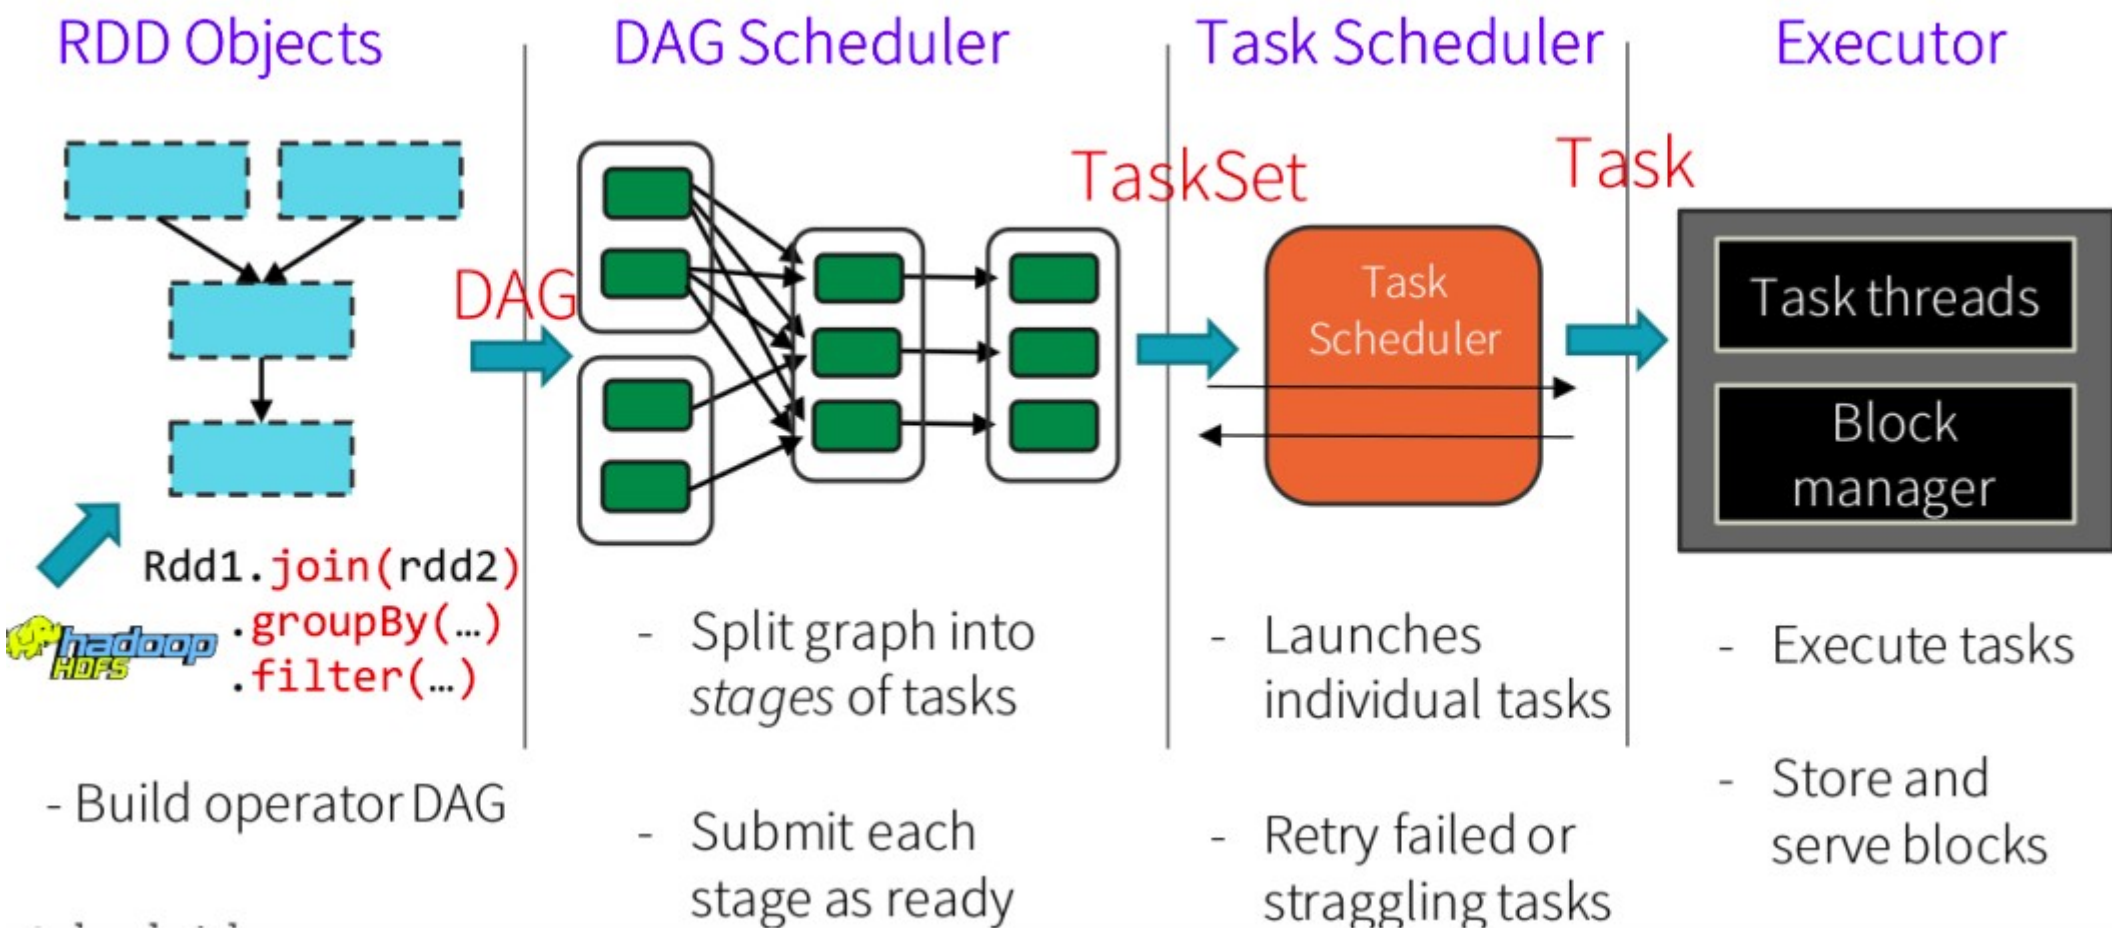 RDD Objects
DAG Scheduler
Task Scheduler
Executor
DAG
TaskSet
Task
Task
Scheduler
Task threads
Block
manager
Rdd1.join(rdd2)
.groupBy(…)
.filter(…)
hadoop
HDFS
- Build operator DAG
- Split graph into
stages of tasks
- Submit each
stage as ready
- Launches
individual tasks
- Retry failed or
straggling tasks
- Execute tasks
- Store and
serve blocks